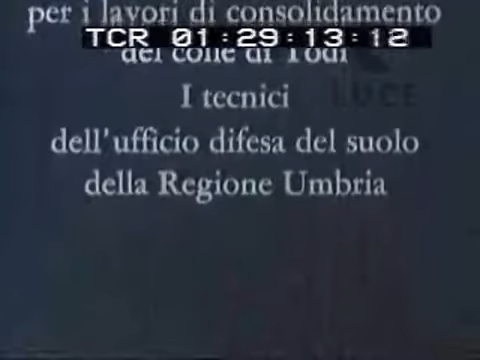 per i lavori di consolidamento
TCR 01:29:13:12
del colle di Todi
I tecnici
LUCE
dell'ufficio difesa del suolo
della Regione Umbria